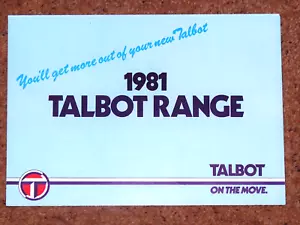 You'll get more out of your new Talbot
1981
TALBOT RANGE
TALBOT
ON THE MOVE.
T